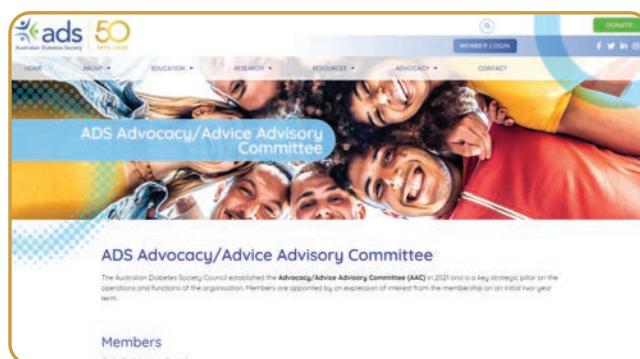 ads 50
Australian Diabetes Society
DONATE
MEMBER LOGIN
HOME ABOUT EDUCATION RESEARCH RESOURCES ADVOCACY CONTACT
ADS Advocacy/Advice Advisory
Committee
ADS Advocacy/Advice Advisory Committee
The Australian Diabetes Society Council established the Advocacy/Advice Advisory Committee (AAC) in 2021 and is a key strategic pillar on the
operations and functions of the organisation. Members are appointed by an expression of interest from the membership on an initial two-year
term.
Members